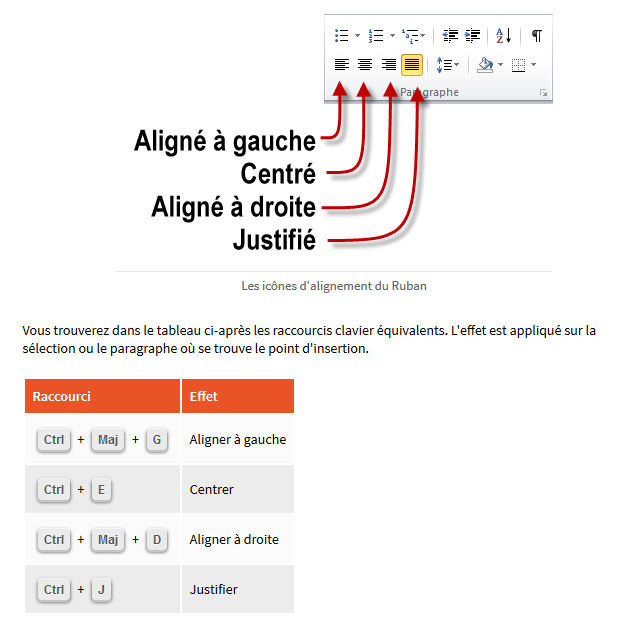 Paragraphe
Aligné à gauche
Centré
Aligné à droite
Justifié
Les icônes d'alignement du Ruban
Vous trouverez dans le tableau ci-après les raccourcis clavier équivalents. L'effet est appliqué sur la
sélection ou le paragraphe où se trouve le point d'insertion.
Raccourci Effet
Ctrl + Maj + G Aligner à gauche
Ctrl + E Centrer
Ctrl + Maj + D Aligner à droite
Ctrl + J Justifier